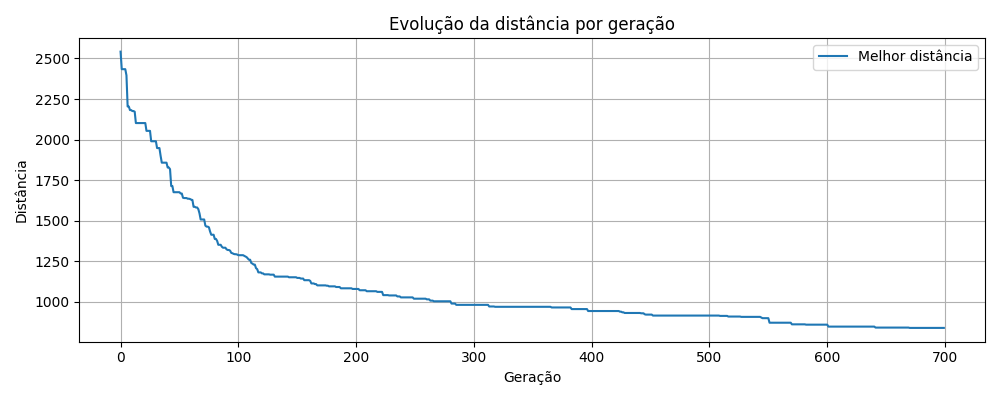 Evolução da distância por geração
Melhor distância
Distância
2500
2250
2000
1750
1500
1250
1000
0 100 200 300 400 500 600 700
Geração